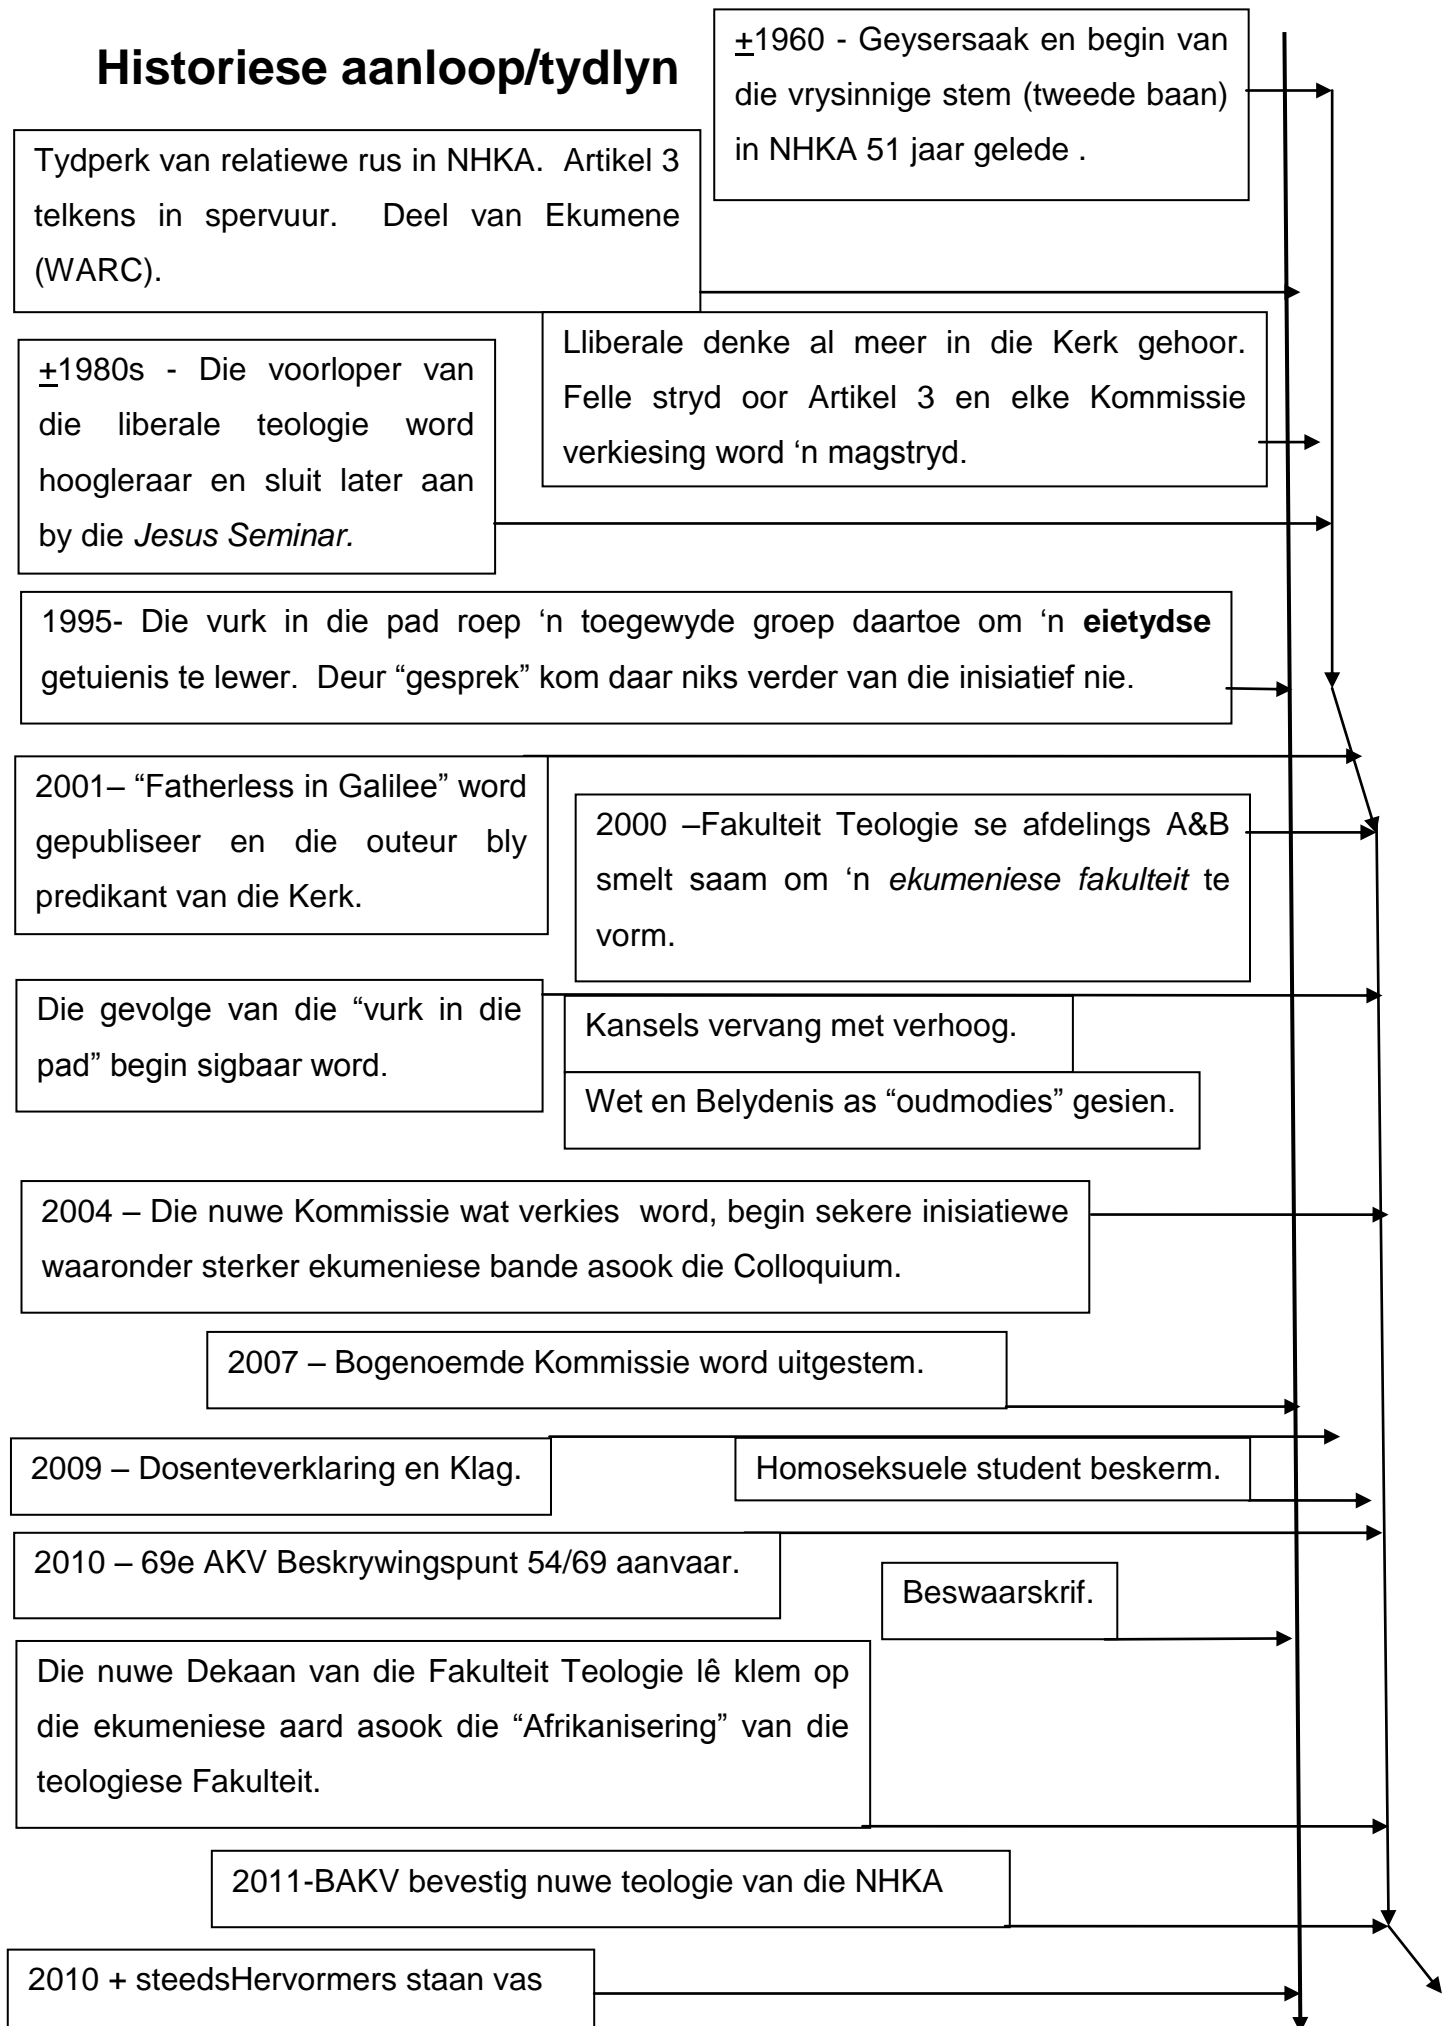 Historiese aanloop/tydlyn
+1960 - Geysersaak en begin van
die vrysinnige stem (tweede baan)
in NHKA 51 jaar gelede .
Tydperk van relatiewe rus in NHKA. Artikel 3
telkens in spervuur. Deel van Ekumene
(WARC).
Lliberale denke al meer in die Kerk gehoor.
Felle stryd oor Artikel 3 en elke Kommissie
verkiesing word ‘n magstryd.
+1980s - Die voorloper van
die liberale teologie word
hoogleraar en sluit later aan
by die Jesus Seminar.
1995- Die vurk in die pad roep ‘n toegewyde groep daartoe om ‘n eietydse
getuienis te lewer. Deur “gesprek” kom daar niks verder van die inisiatief nie.
2001– “Fatherless in Galilee” word
gepubliseer en die outeur bly
predikant van die Kerk.
2000 –Fakulteit Teologie se afdelings A&B
smelt saam om ‘n ekumeniese fakulteit te
vorm.
Die gevolge van die “vurk in die
pad” begin sigbaar word.
Kansels vervang met verhoog.
Wet en Belydenis as “oudmodies” gesien.
2004 – Die nuwe Kommissie wat verkies word, begin sekere inisiatiewe
waaronder sterker ekumeniese bande asook die Colloquium.
2007 – Bogenoemde Kommissie word uitgestem.
2009 – Dosenteverklaring en Klag.
Homoseksuele student beskerm.
2010 – 69e AKV Beskrywingspunt 54/69 aanvaar.
Beswaarskrif.
Die nuwe Dekaan van die Fakulteit Teologie lê klem op
die ekumeniese aard asook die “Afrikanisering” van die
teologiese Fakulteit.
2011-BAKV bevestig nuwe teologie van die NHKA
2010 + steedsHervormers staan vas